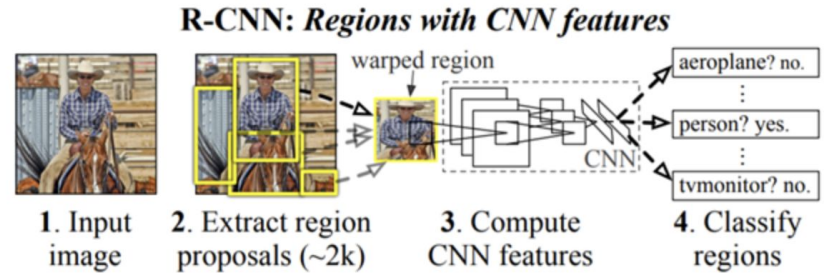 R-CNN: Regions with CNN features
warped region
aeroplane? no.
person? yes.
CNN
tvmonitor? no.
1. Input
image
2. Extract region
proposals (~2k)
3. Compute
CNN features
4. Classify
regions